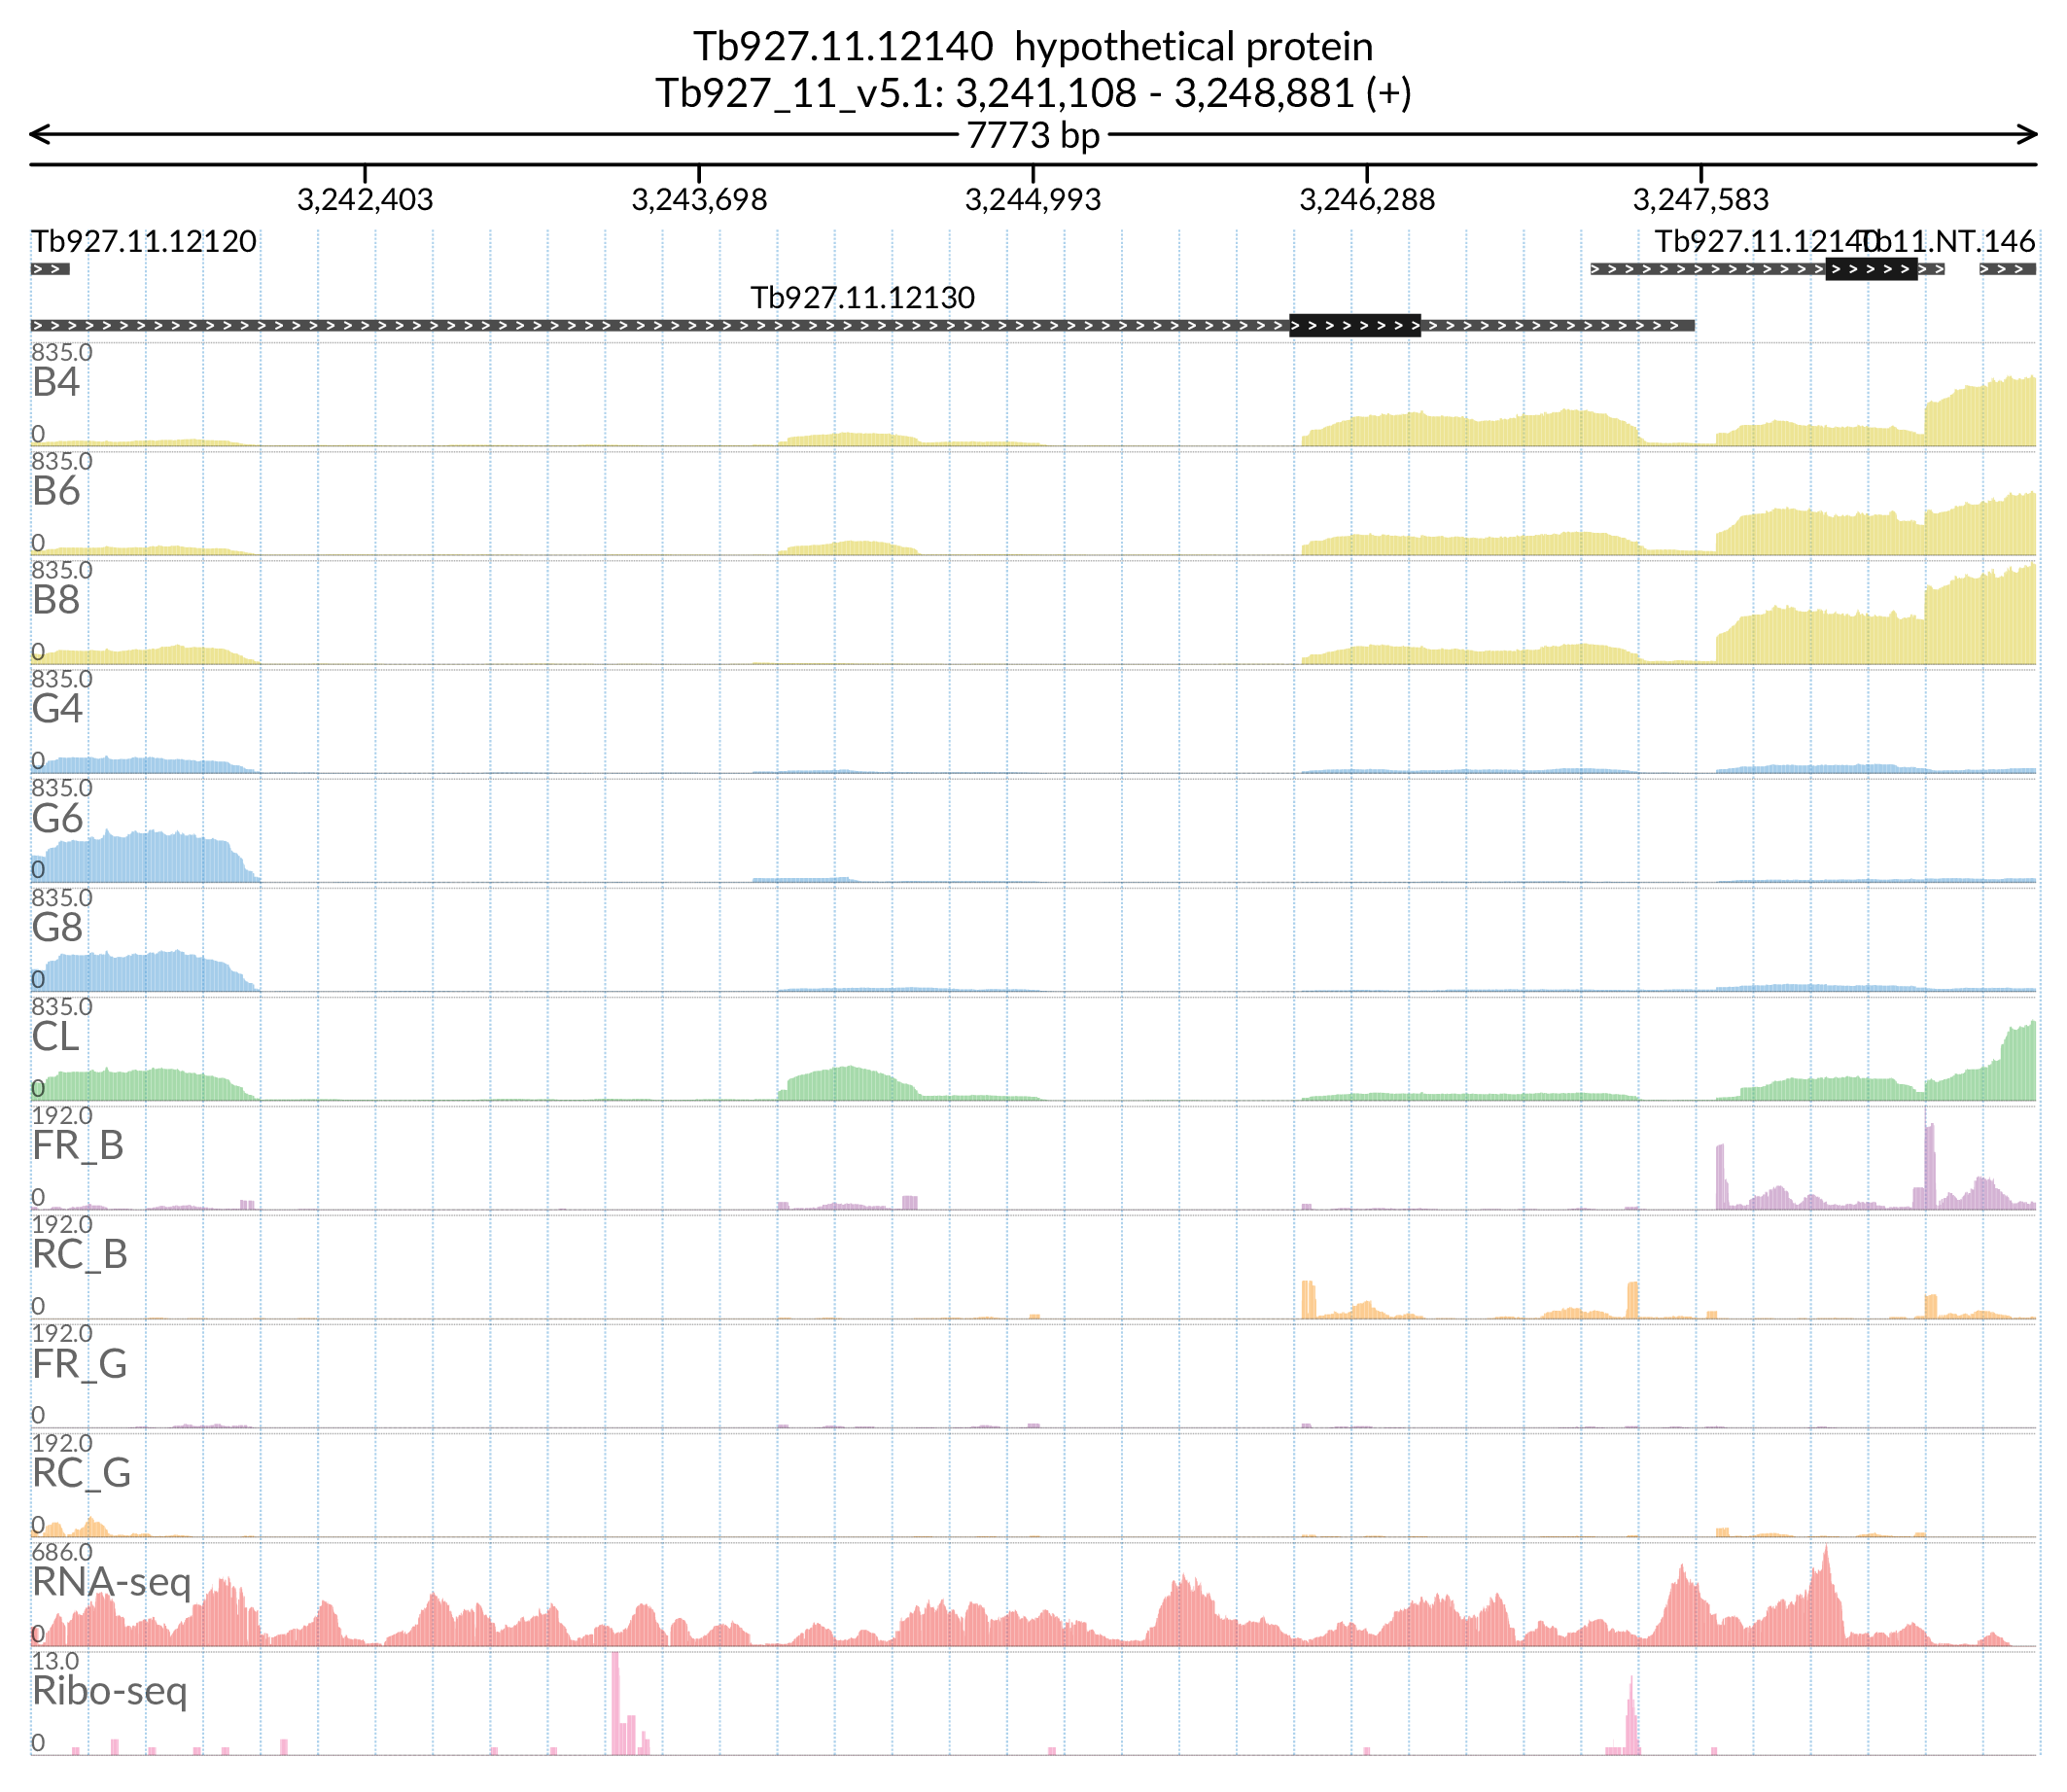 Tb927.11.12140  hypothetical protein
Tb927_11_v5.1: 3,241,108 - 3,248,881 (+)
7773 bp
3,242,403 3,243,698 3,244,993 3,246,288 3,247,583
Tb927.11.12120 Tb927.11.12140 Tb11.NT.146
Tb927.11.12130
835.0
B4
0
835.0
B6
0
835.0
B8
0
835.0
G4
0
835.0
G6
0
835.0
G8
0
835.0
CL
0
192.0
FR_B
0
192.0
RC_B
0
192.0
FR_G
0
192.0
RC_G
0
686.0
RNA-seq
0
13.0
Ribo-seq
0